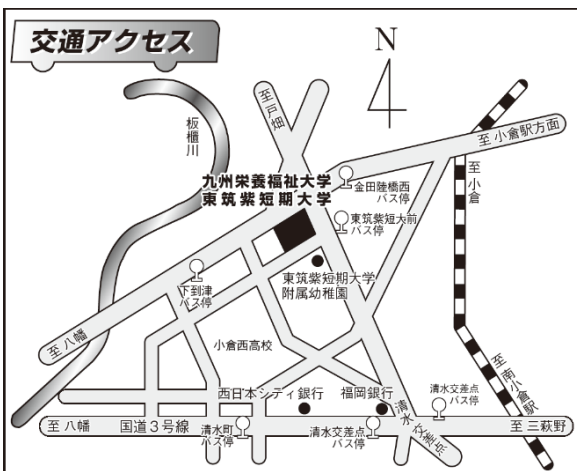 交通アクセス
N
板櫃川
至 戸畑
至 小倉駅方面
至 小倉
九州栄養福祉大学
東筑紫短期大学
金田陸橋西
バス停
東筑紫短大前
バス停
下到津
バス停
東筑紫短期大学
附属幼稚園
至 八幡
小倉西高校
西日本シティ銀行
福岡銀行
清水交差点
バス停
至 南小倉駅
至 八幡
国道3号線
清水町
バス停
清水交差点
バス停
清水交差点
至 三萩野